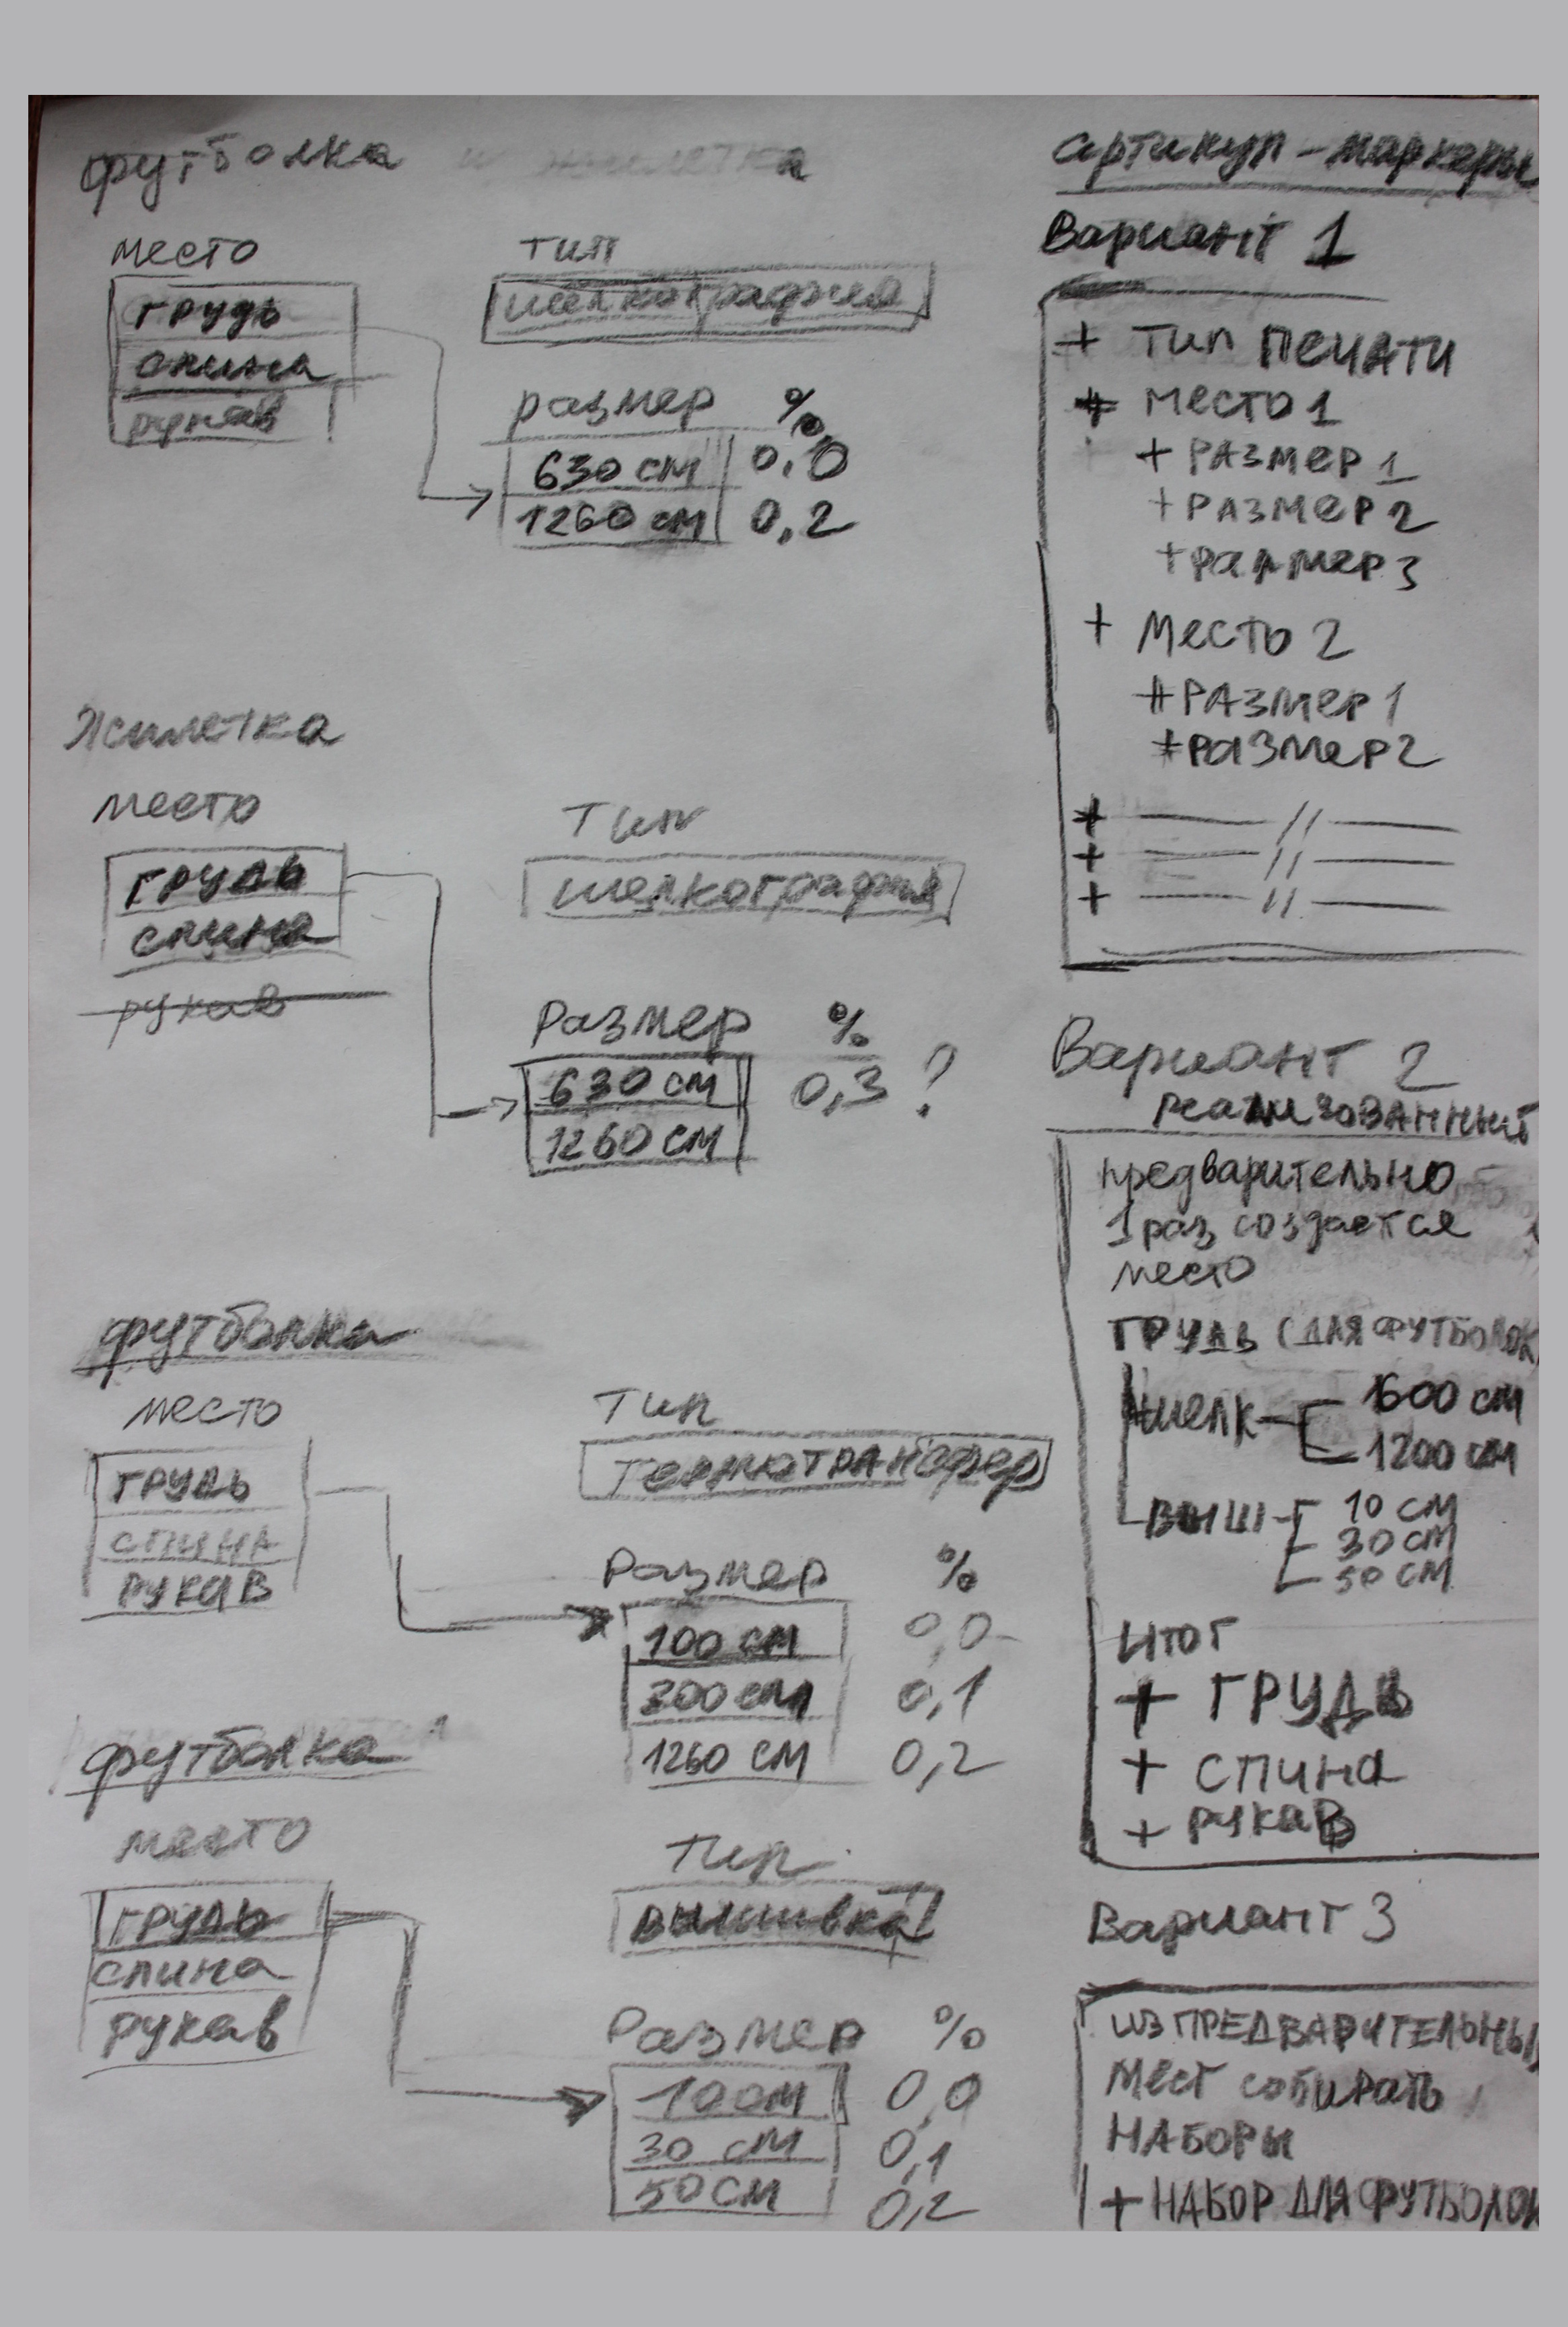 футболка
место
грудь
спина
рукав
тип
шелкография
размер %
630 см 0,0
1260 см 0,2
Жилетка
место
грудь
спина
рукав
Тип
шелкография
Размер %
630 см 0,3 ?
1260 см
футболка
место
грудь
спина
рукав
Тип
термотрансфер
Размер %
100 см 0,0
300 см 0,1
1260 см 0,2
футболка
место
грудь
спина
рукав
Тип
вышивка
Размер %
10 см 0,0
30 см 0,1
50 см 0,2
артикул - маркеры
Вариант 1
+ Тип печати
+ место 1
+ размер 1
+ размер 2
+ размер 3
+ место 2
+ размер 1
+ размер 2
+ — // —
+ — // —
+ — // —
Вариант 2
реализованный
предварительно
1 раз создается
место
грудь (для футболок)
шелк 1600 см
1200 см
выш 10 см
30 см
50 см
итог
+ грудь
+ спина
+ рукав
Вариант 3
из предварительных
мест собирать
наборы
+ набор для футболок